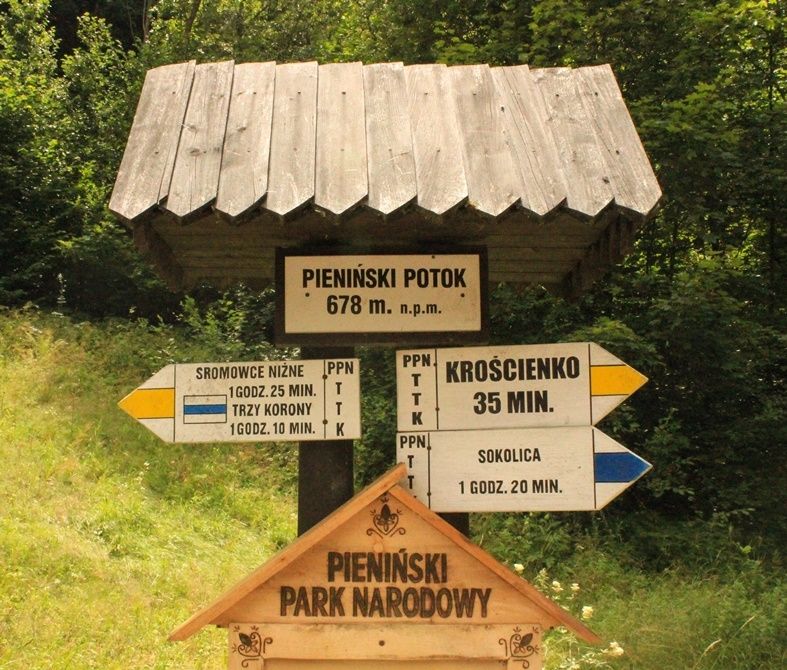 PIENIŃSKI POTOK
678 m. n.p.m.
SROMOWCE NIŻNE
1 GODZ. 25 MIN.
TRZY KORONY
1 GODZ. 10 MIN.
PPN
T
T
K
PPN
T
T
K
KROŚCIENKO
35 MIN.
PPN
T
T
SOKOLICA
1 GODZ. 20 MIN.
PIENIŃSKI
PARK NARODOWY